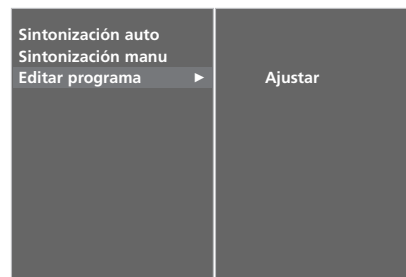 Sintonización auto
Sintonización manu
Editar programa ►
Ajustar